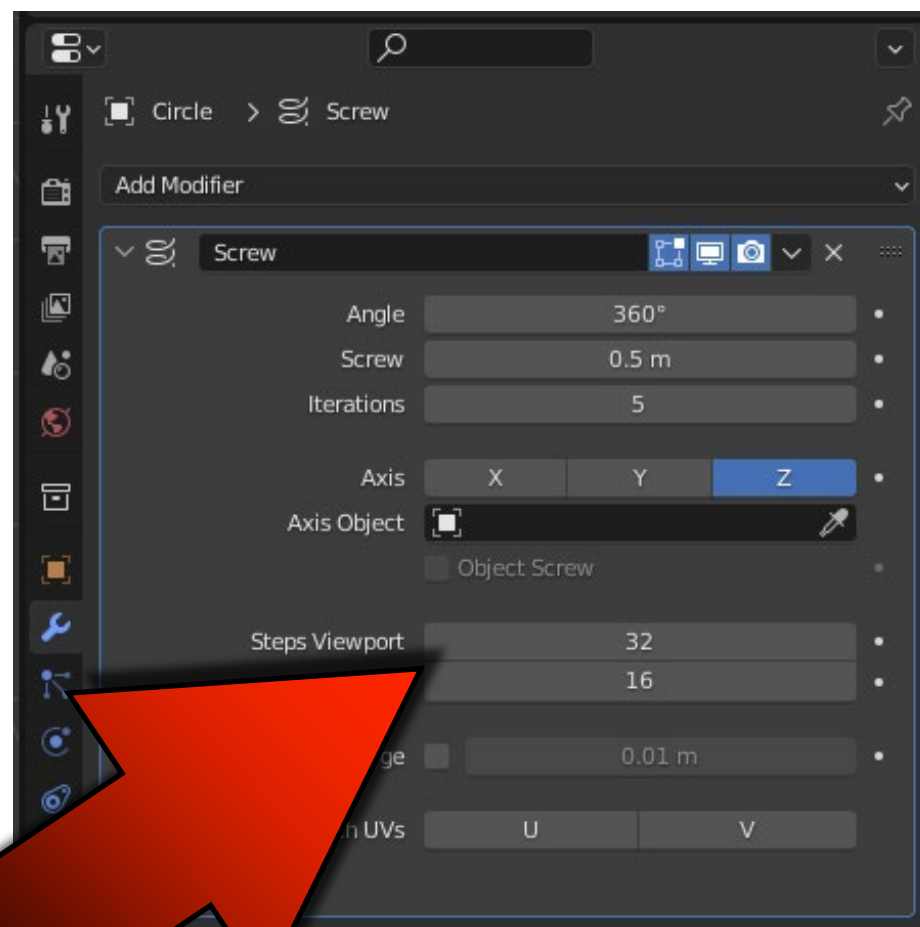 Circle > Screw
Add Modifier
Screw
Angle 360°
Screw 0.5 m
Iterations 5
Axis X Y Z
Axis Object
Object Screw
Steps Viewport 32
16
0.01 m
UVs U V